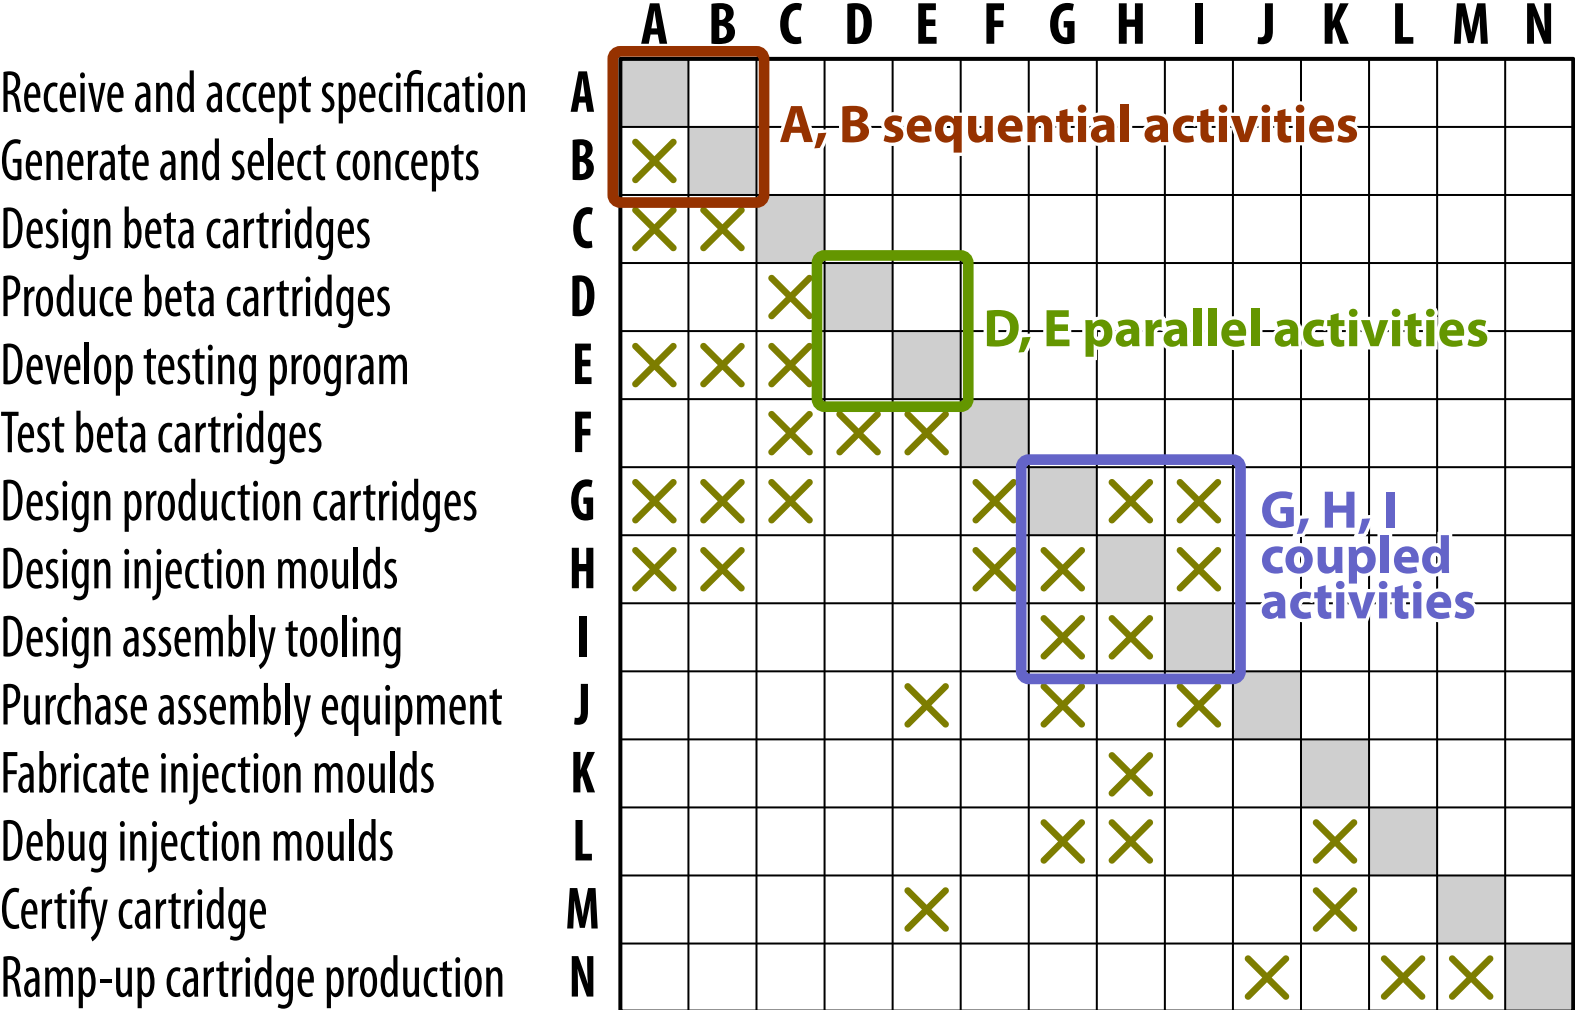 A B C D E F G H I J K L M N
Receive and accept specification A
A, B sequential activities
Generate and select concepts B
Design beta cartridges C
Produce beta cartridges D
D, E parallel activities
Develop testing program E
Test beta cartridges F
Design production cartridges G
G, H, I
coupled
activities
Design injection moulds H
Design assembly tooling I
Purchase assembly equipment J
Fabricate injection moulds K
Debug injection moulds L
Certify cartridge M
Ramp-up cartridge production N